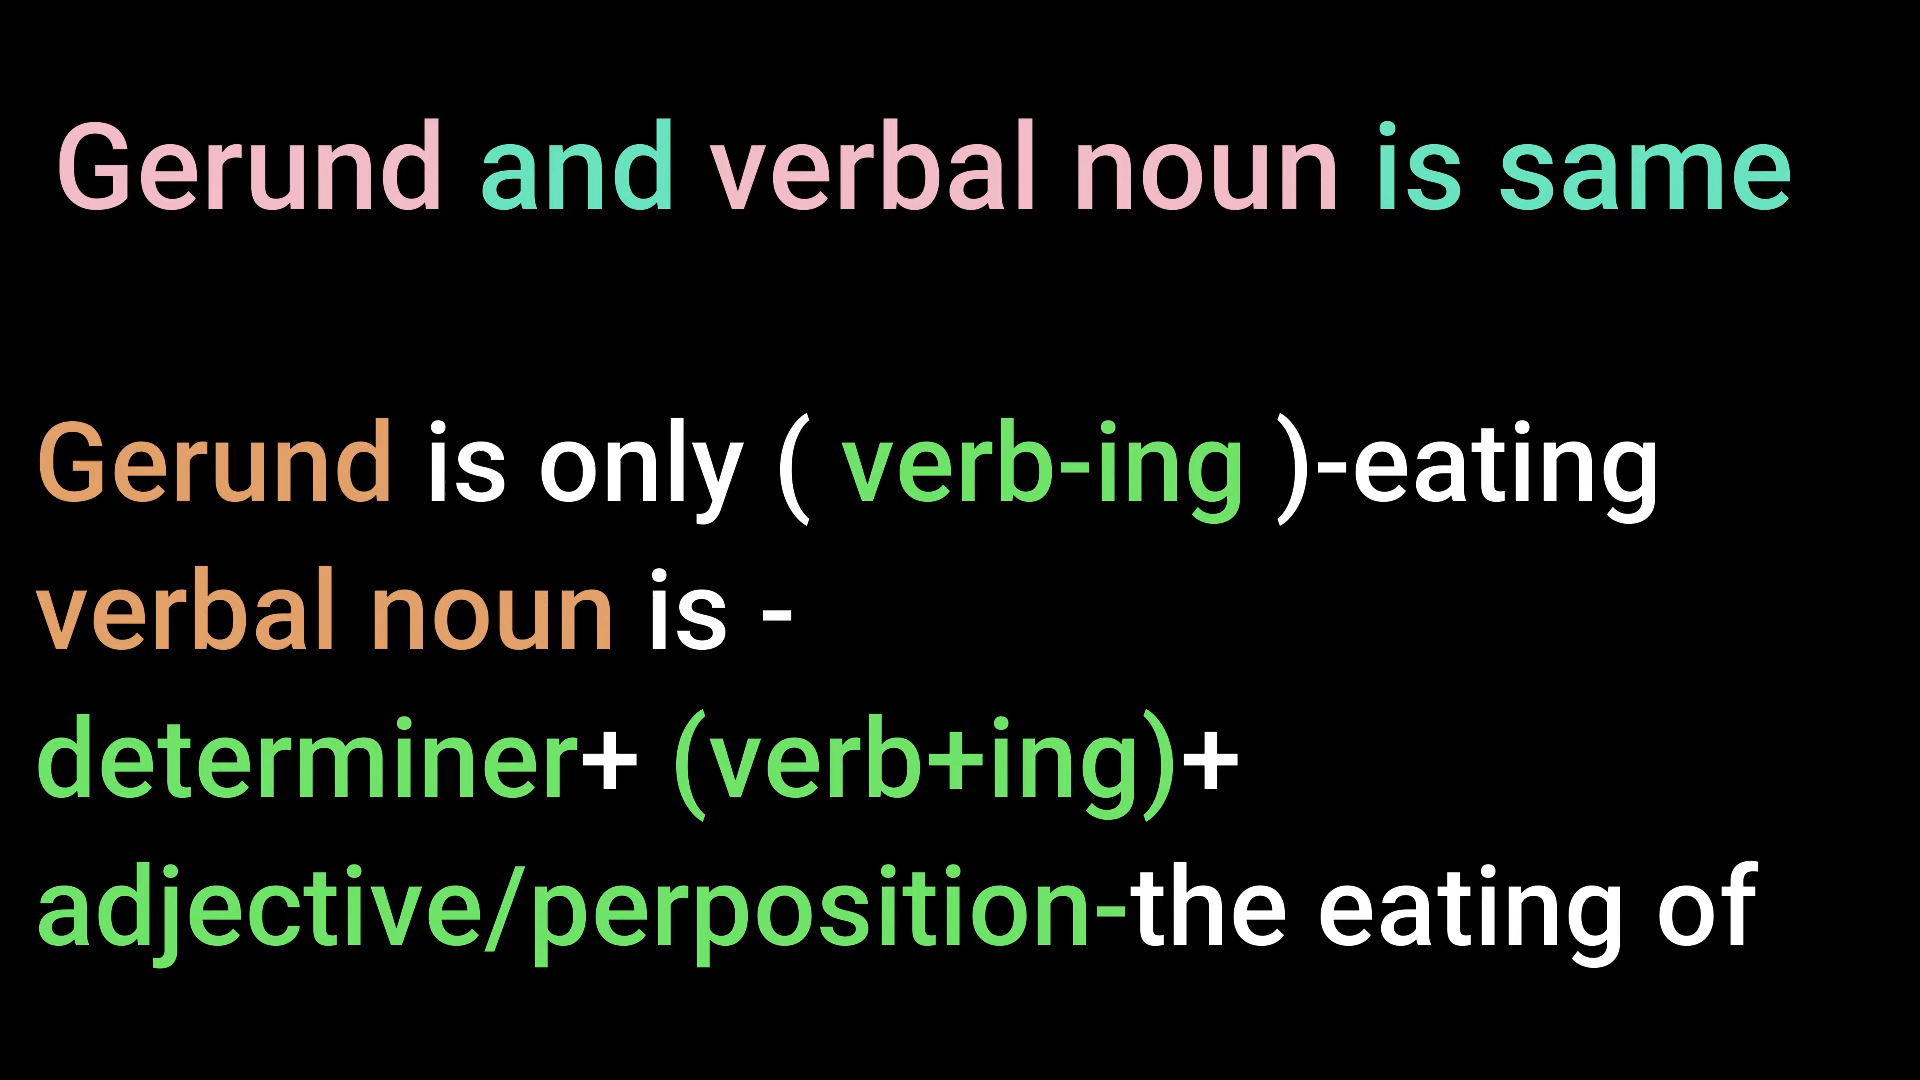 Gerund and verbal noun is same
Gerund is only ( verb-ing )-eating
verbal noun is -
determiner+ (verb+ing)+
adjective/perposition-the eating of